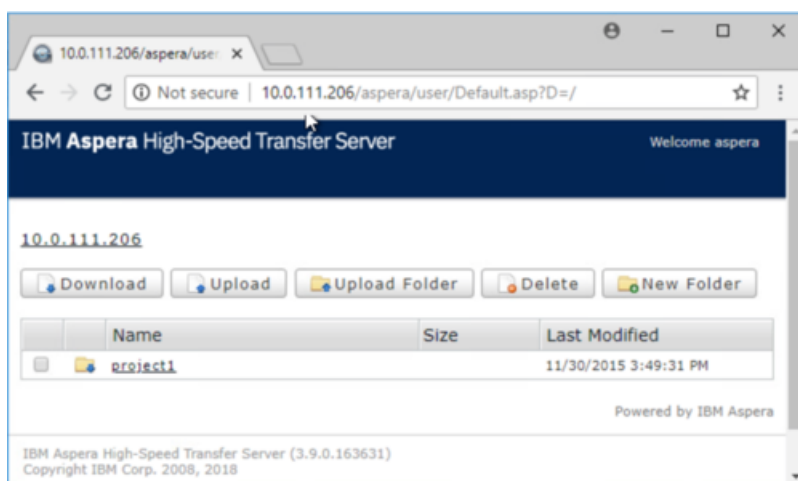 10.0.111.206/aspera/user
Not secure | 10.0.111.206/aspera/user/Default.asp?D=/
IBM Aspera High-Speed Transfer Server Welcome aspera
10.0.111.206
Download Upload Upload Folder Delete New Folder
Name Size Last Modified
project1 11/30/2015 3:49:31 PM
Powered by IBM Aspera
IBM Aspera High-Speed Transfer Server (3.9.0.163631)
Copyright IBM Corp. 2008, 2018